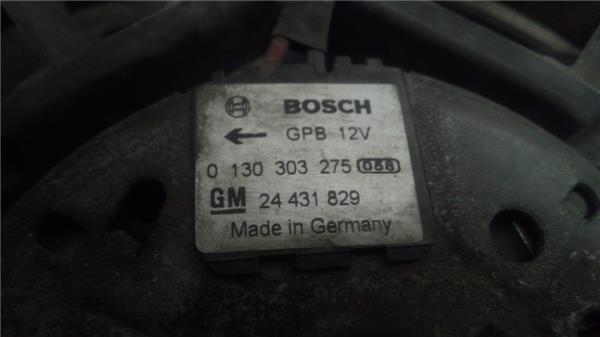 BOSCH
GPB 12V
0 130 303 275 058
GM 24 431 829
Made in Germany